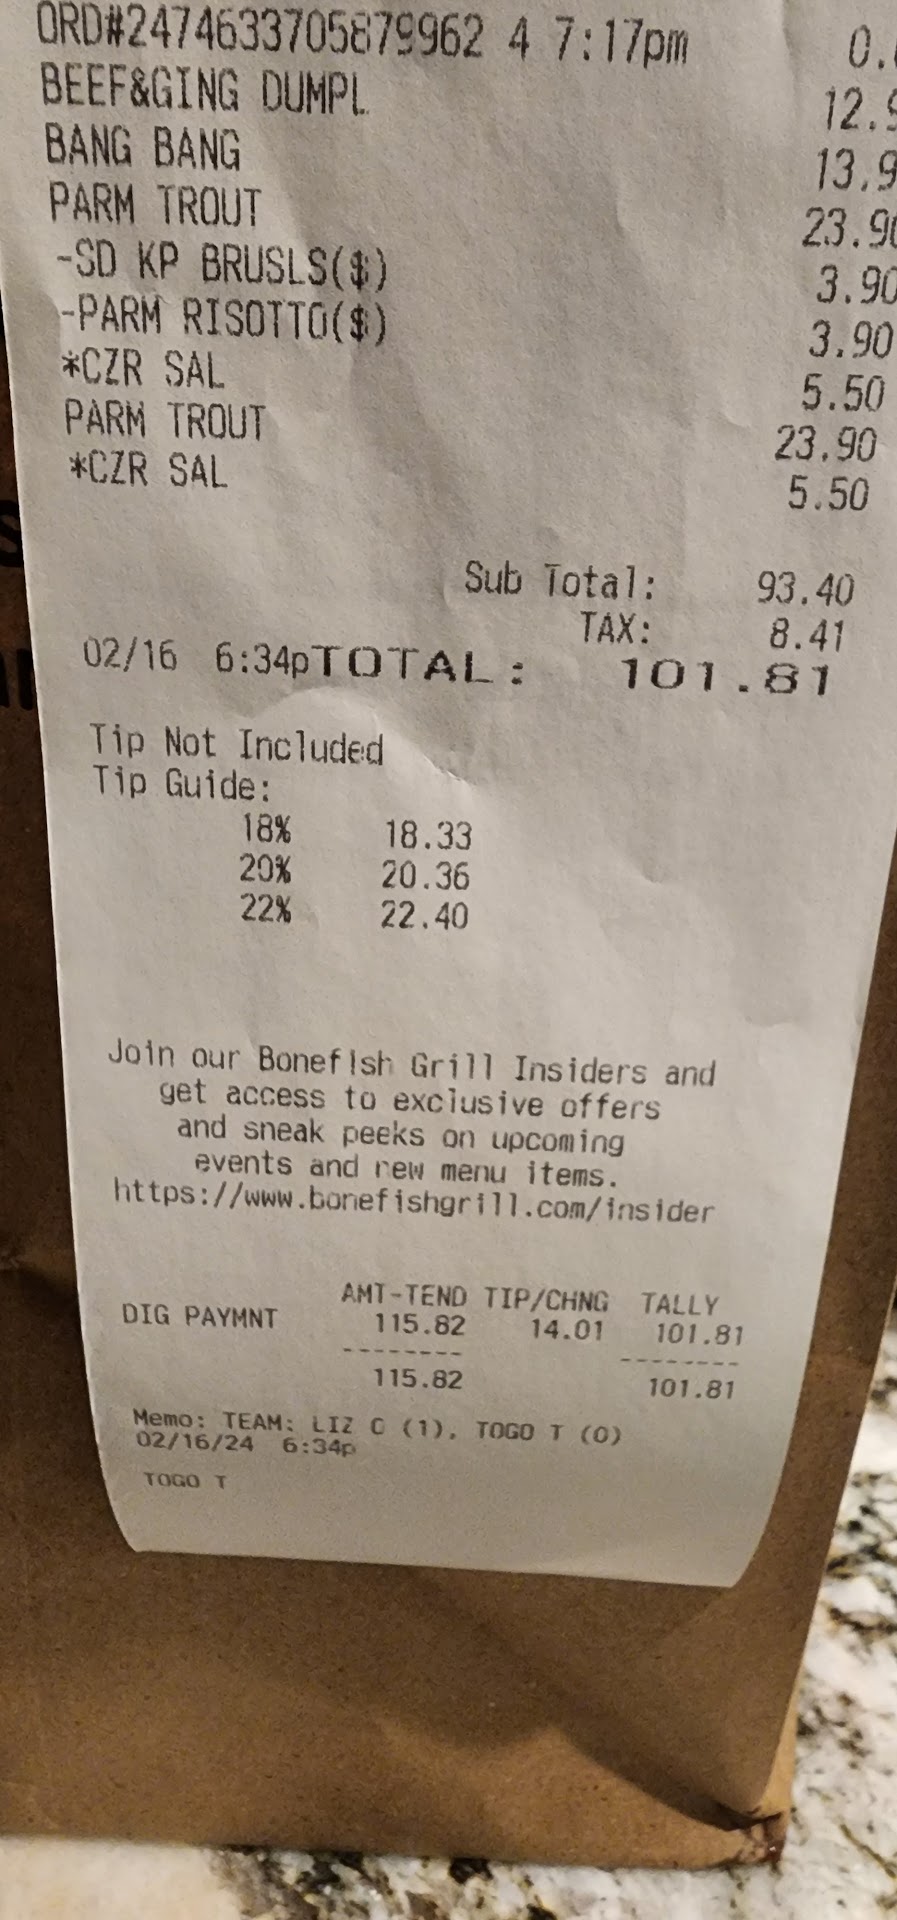 ORD#2474633705879962 4 7:17pm 0.
BEEF&GING DUMPL 12.9
BANG BANG 13.9
PARM TROUT 23.90
-SD KP BRUSLS($) 3.90
-PARM RISOTTO($) 3.90
*CZR SAL 5.50
PARM TROUT 23.90
*CZR SAL 5.50
Sub Total: 93.40
TAX: 8.41
02/16 6:34pTOTAL: 101.81
Tip Not Included
Tip Guide:
18% 18.33
20% 20.36
22% 22.40
Join our Bonefish Grill Insiders and
get access to exclusive offers
and sneak peeks on upcoming
events and new menu items.
https://www.bonefishgrill.com/insider
AMT-TEND TIP/CHNG TALLY
DIG PAYMNT 115.82 14.01 101.81
-------- --------
115.82 101.81
Memo: TEAM: LIZ C (1), TOGO T (0)
02/16/24 6:34p
TOGO T